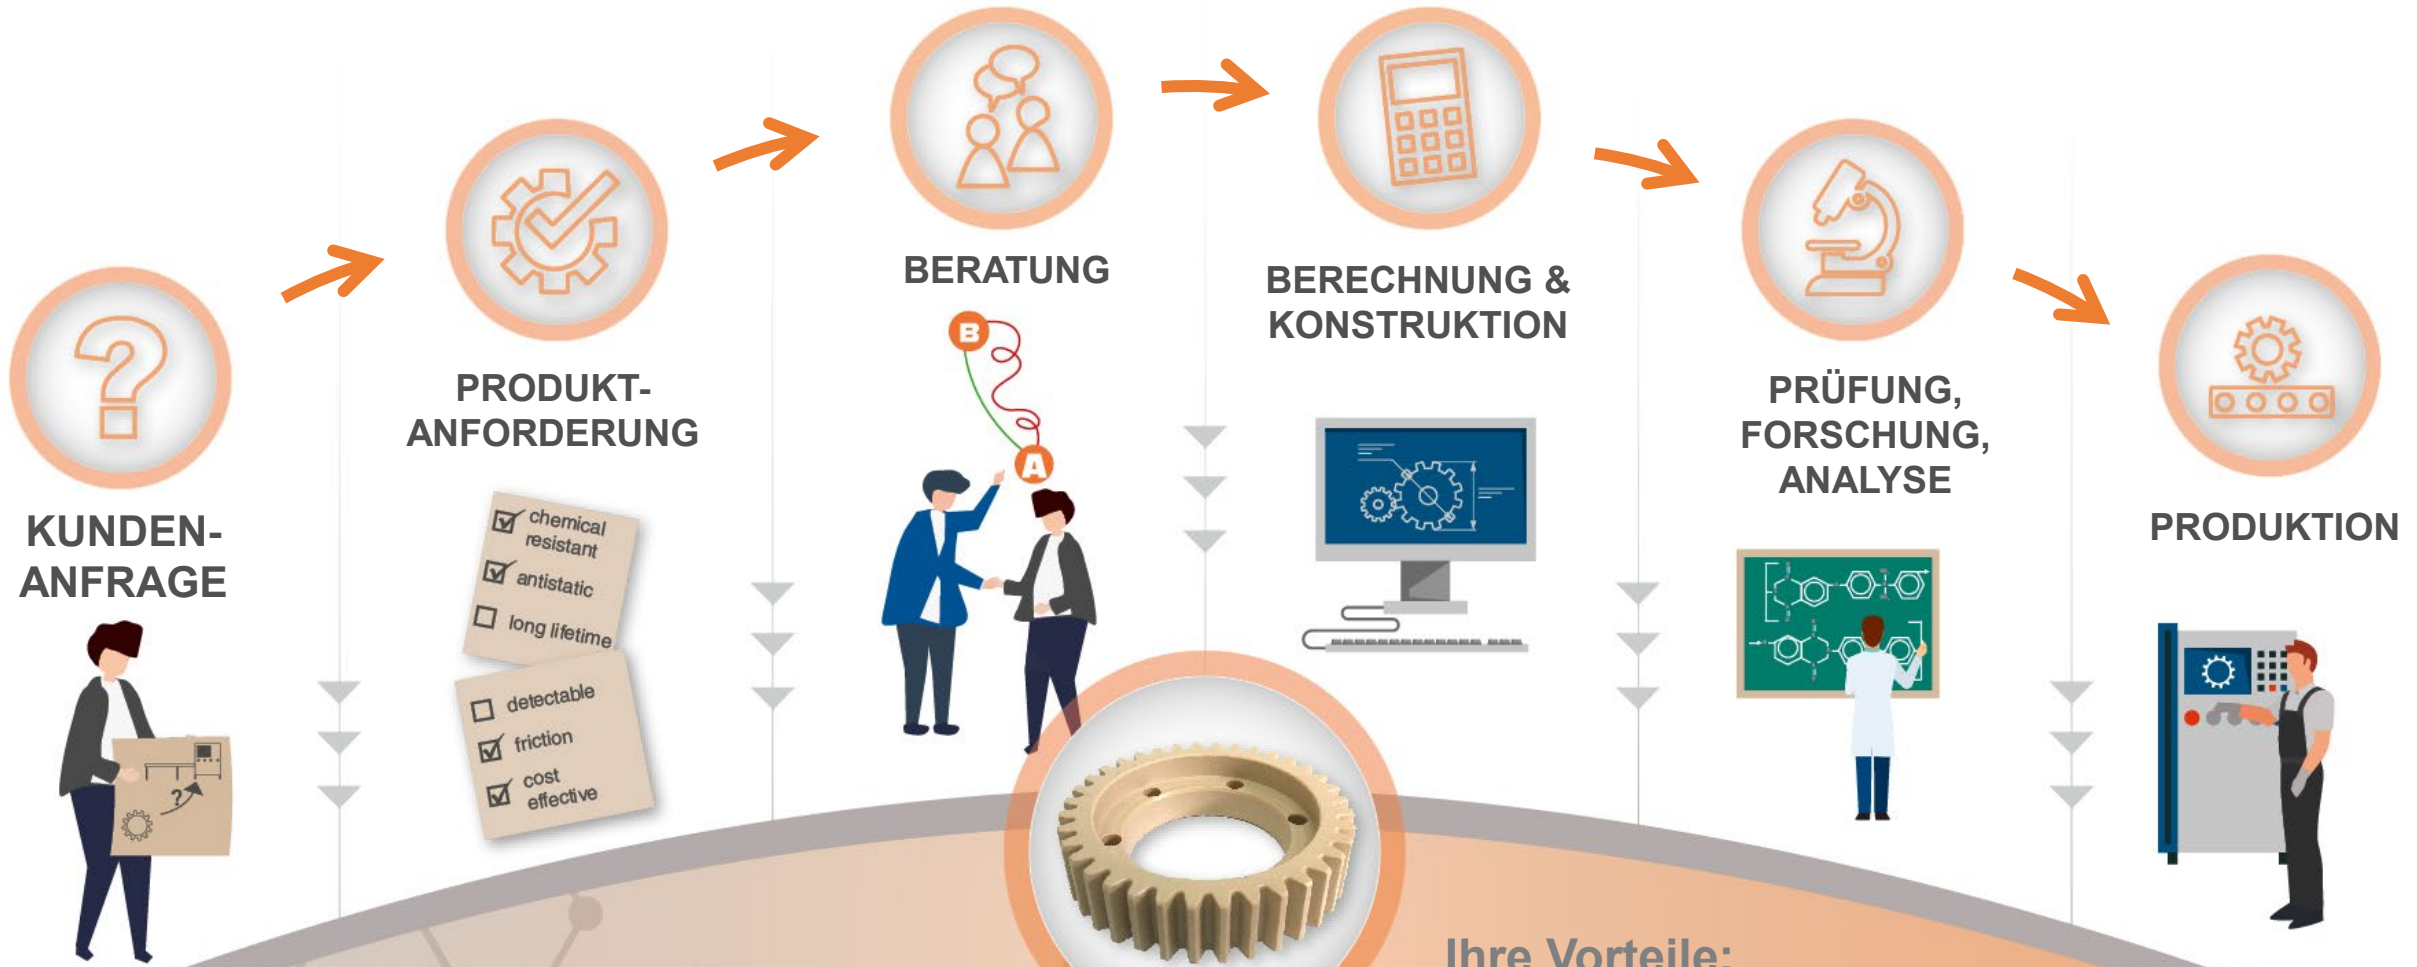 KUNDEN-
ANFRAGE
?
PRODUKT-
ANFORDERUNG
chemical
resistant
antistatic
long lifetime
detectable
friction
cost
effective
BERATUNG
B
A
BERECHNUNG &
KONSTRUKTION
PRÜFUNG,
FORSCHUNG,
ANALYSE
PRODUKTION
Ihre Vorteile: